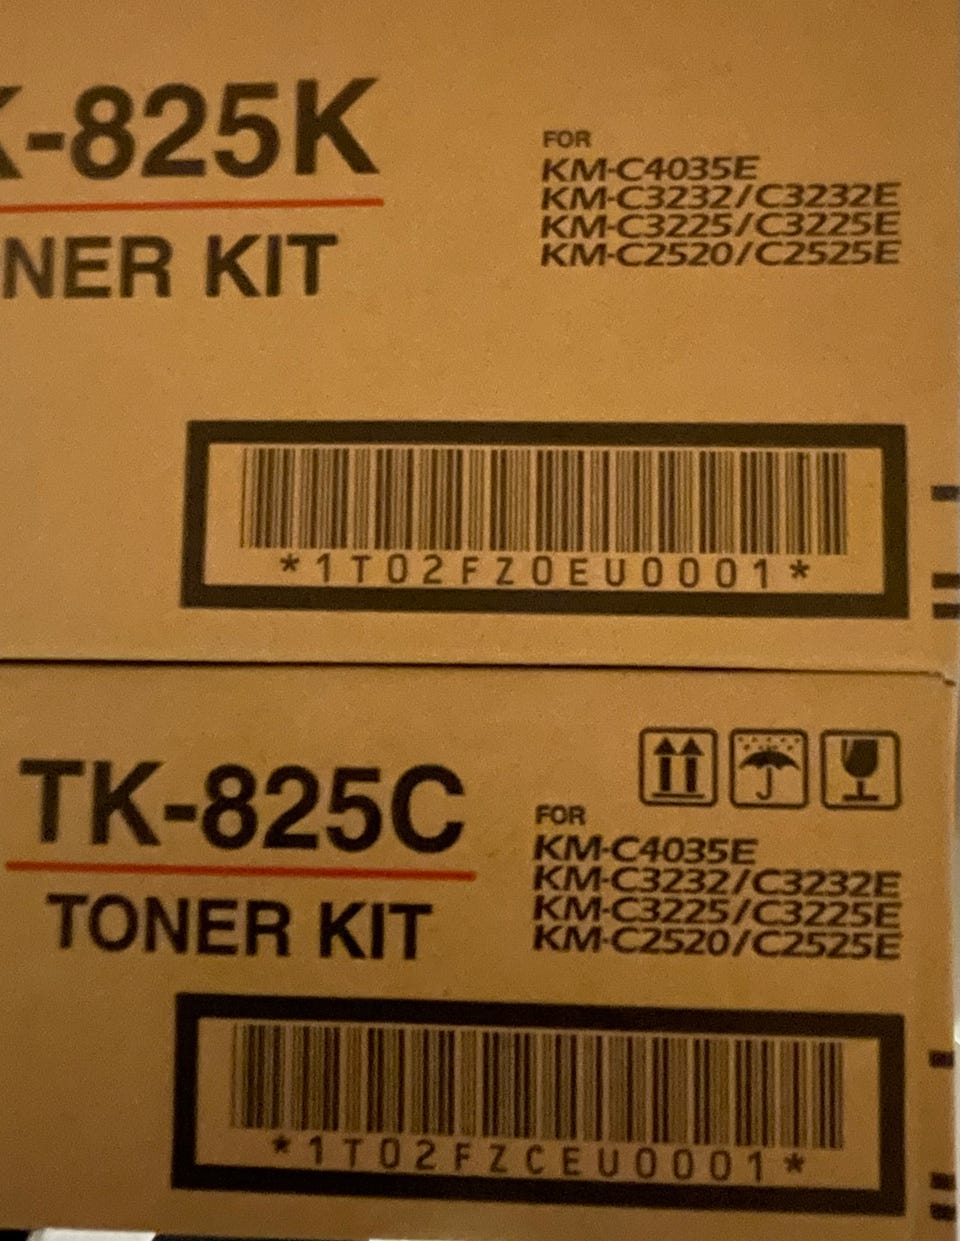 K-825K
NER KIT
FOR
KM-C4035E
KM-C3232/C3232E
KM-C3225/C3225E
KM-C2520/C2525E
*1T02FZ0EU0001*
TK-825C
TONER KIT
FOR
KM-C4035E
KM-C3232/C3232E
KM-C3225/C3225E
KM-C2520/C2525E
*1T02FZCEU0001*